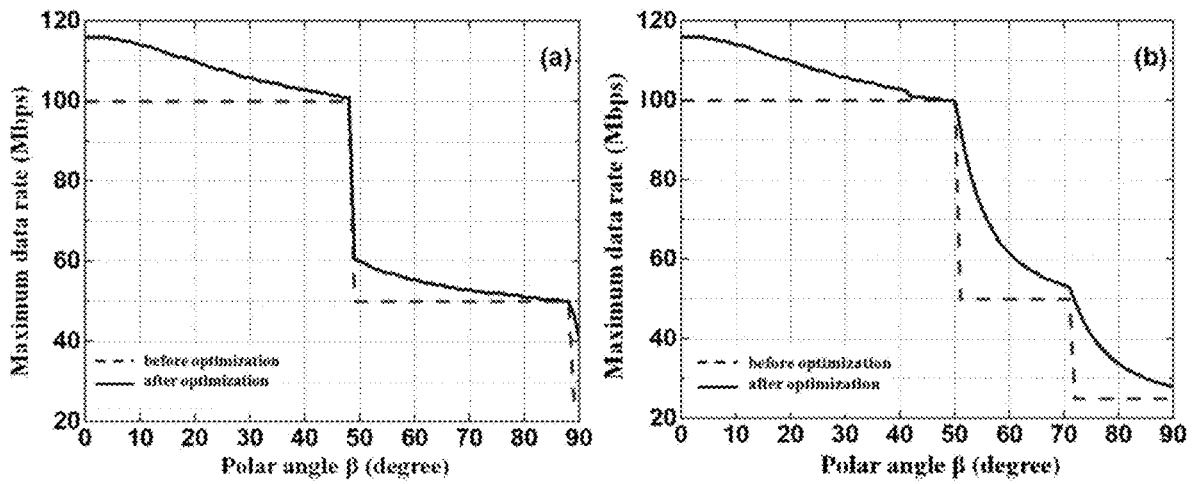 120
100
80
60
40
20
0 10 20 30 40 50 60 70 80 90
Maximum data rate (Mbps)
Polar angle β (degree)
(a)
before optimization
after optimization
120
100
80
60
40
20
0 10 20 30 40 50 60 70 80 90
Maximum data rate (Mbps)
Polar angle β (degree)
(b)
before optimization
after optimization